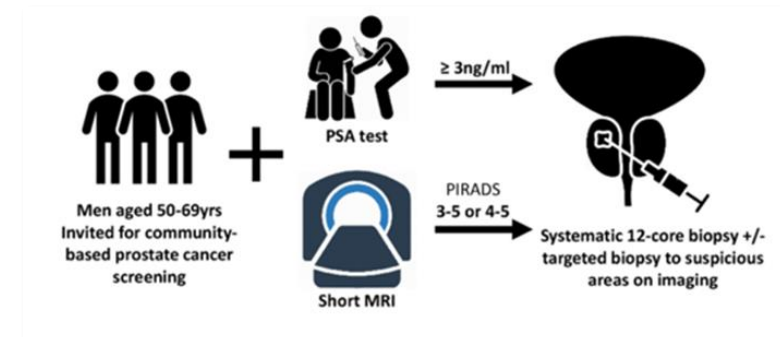 ≥ 3ng/ml
PSA test
Men aged 50-69yrs
Invited for community-
based prostate cancer
screening
PIRADS
3-5 or 4-5
Short MRI
Systematic 12-core biopsy +/-
targeted biopsy to suspicious
areas on imaging